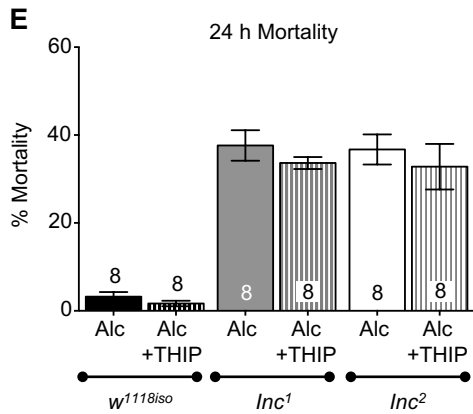 E
24 h Mortality
% Mortality
60
40
20
0
8
8
8
8
8
8
Alc
Alc
+THIP
Alc
Alc
+THIP
Alc
Alc
+THIP
w1118iso
Inc1
Inc2